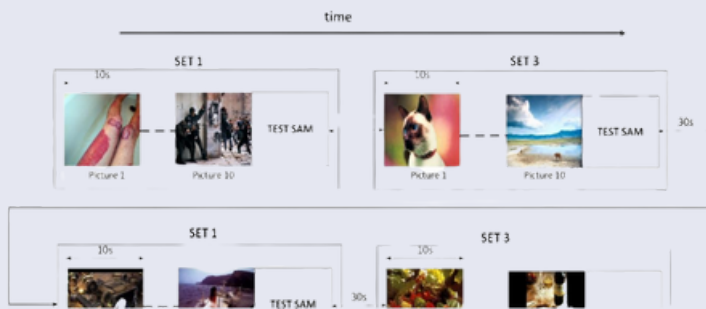 time
SET 1
SET 3
10s
10s
TEST SAM
TEST SAM
30s
Picture 1
Picture 10
Picture 1
Picture 10
SET 1
SET 3
10s
10s
TEST SAM
30s